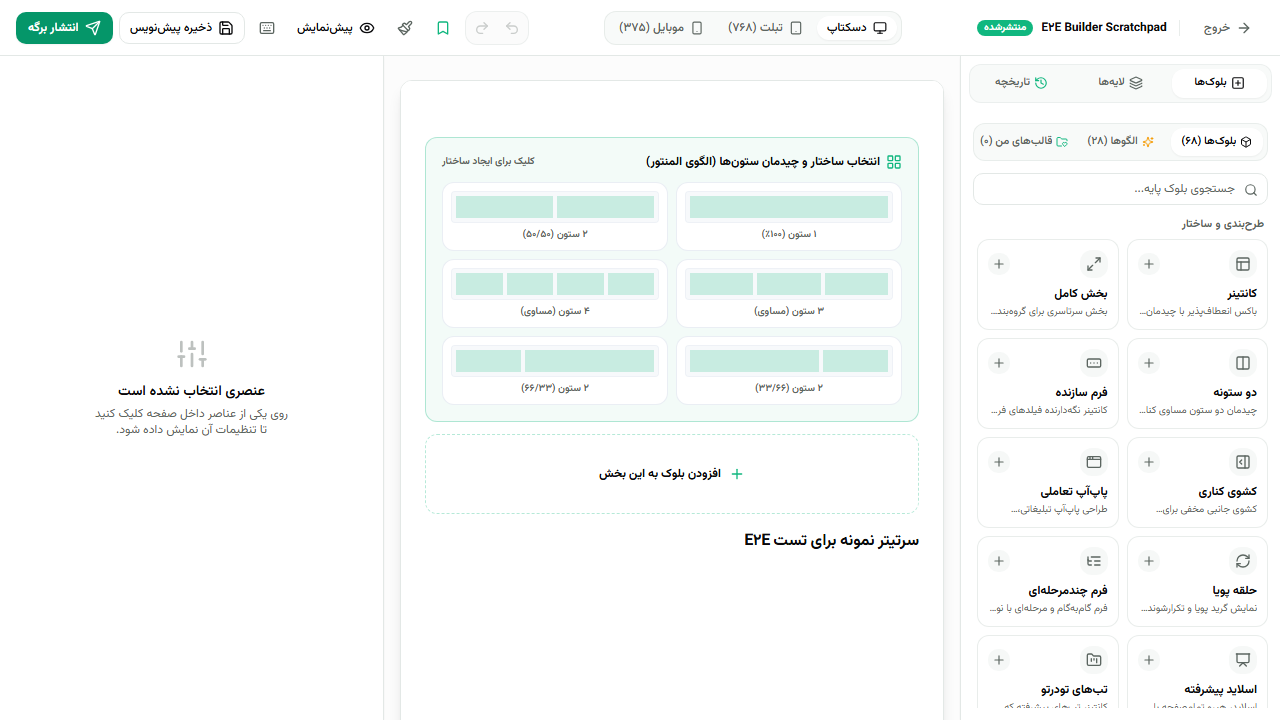 خروج
E2E Builder Scratchpad
منتشرشده
دسکتاپ
تبلت (۷۶۸)
موبایل (۳۷۵)
پیش‌نمایش
ذخیره پیش‌نویس
انتشار برگه
بلوک‌ها
لایه‌ها
تاریخچه
بلوک‌ها (۶۸)
الگوها (۲۸)
قالب‌های من (۰)
جستجوی بلوک پایه...
طرح‌بندی و ساختار
کانتینر
باکس انعطاف‌پذیر با چیدمان...
بخش کامل
بخش سرتاسری برای گروه‌بند...
دو ستونه
چیدمان دو ستون مساوی کنا...
فرم سازنده
کانتینر نگه‌دارنده فیلدهای فر...
کشوی کناری
کشوی جانبی مخفی برای...
پاپ‌آپ تعاملی
طراحی پاپ‌آپ تبلیغاتی،...
حلقه پویا
نمایش گرید پویا و تکرارشوند...
فرم چندمرحله‌ای
فرم گام‌به‌گام و مرحله‌ای با نو...
اسلاید پیشرفته
تب‌های تودرتو
انتخاب ساختار و چیدمان ستون‌ها (الگوی المنتور)
کلیک برای ایجاد ساختار
۱ ستون (۱۰۰٪)
۲ ستون (۵۰/۵۰)
۳ ستون (مساوی)
۴ ستون (مساوی)
۲ ستون (۳۳/۶۶)
۲ ستون (۶۶/۳۳)
افزودن بلوک به این بخش
سرتیتر نمونه برای تست E2E
عنصری انتخاب نشده است
روی یکی از عناصر داخل صفحه کلیک کنید
تا تنظیمات آن نمایش داده شود.